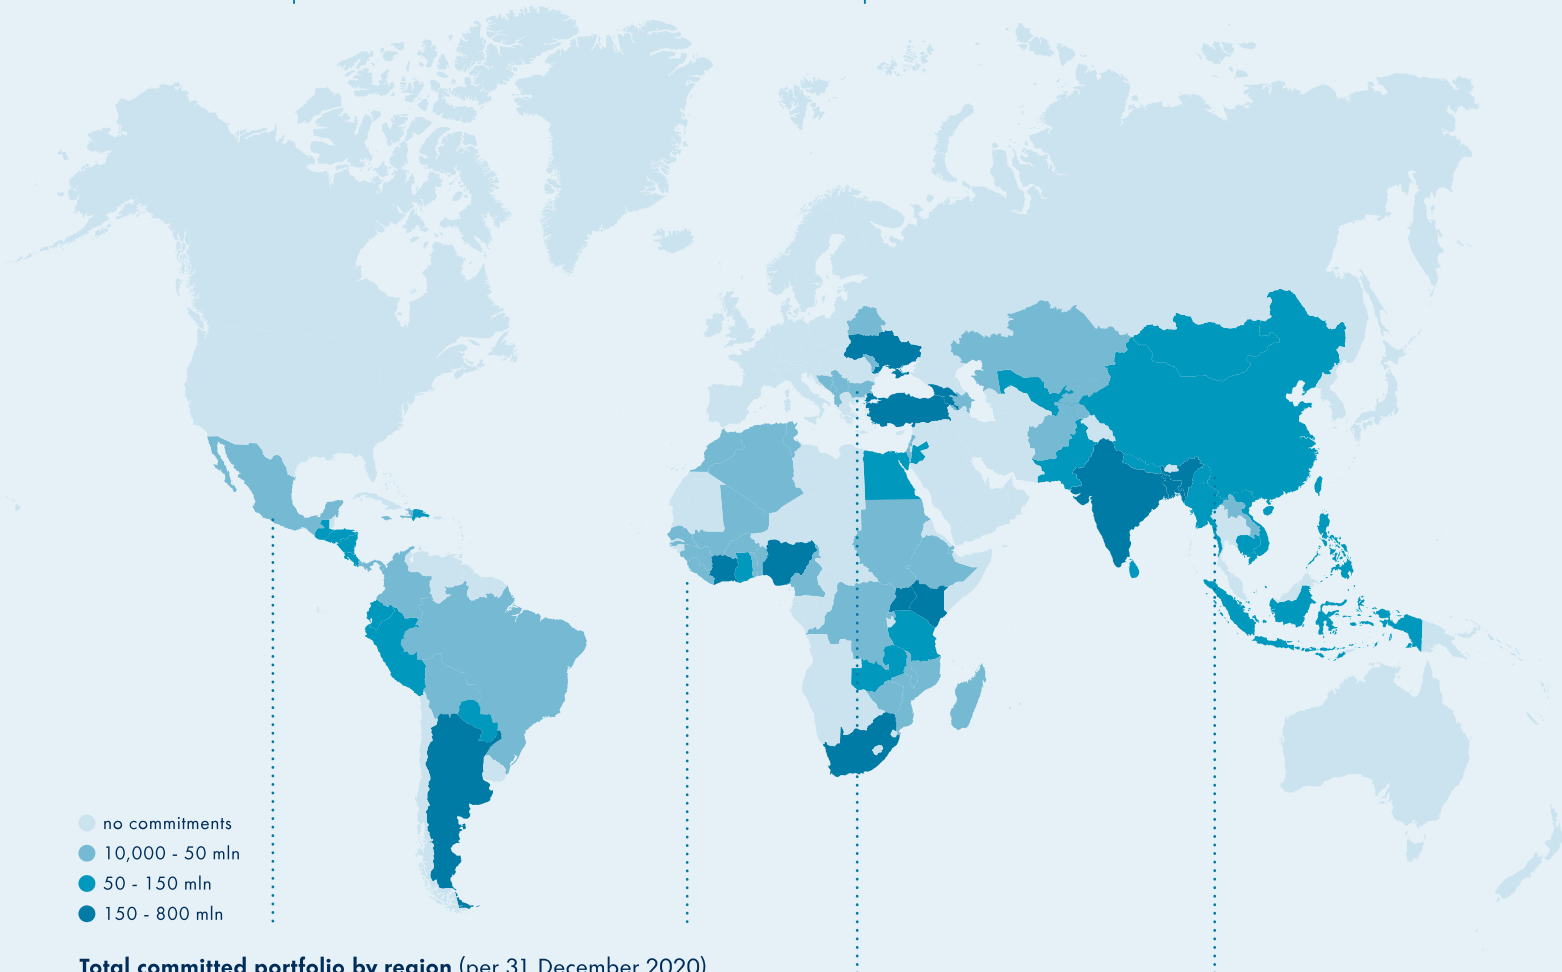 no commitments
10,000 - 50 mln
50 - 150 mln
150 - 800 mln
Total committed portfolio by region (per 31 December 2020)